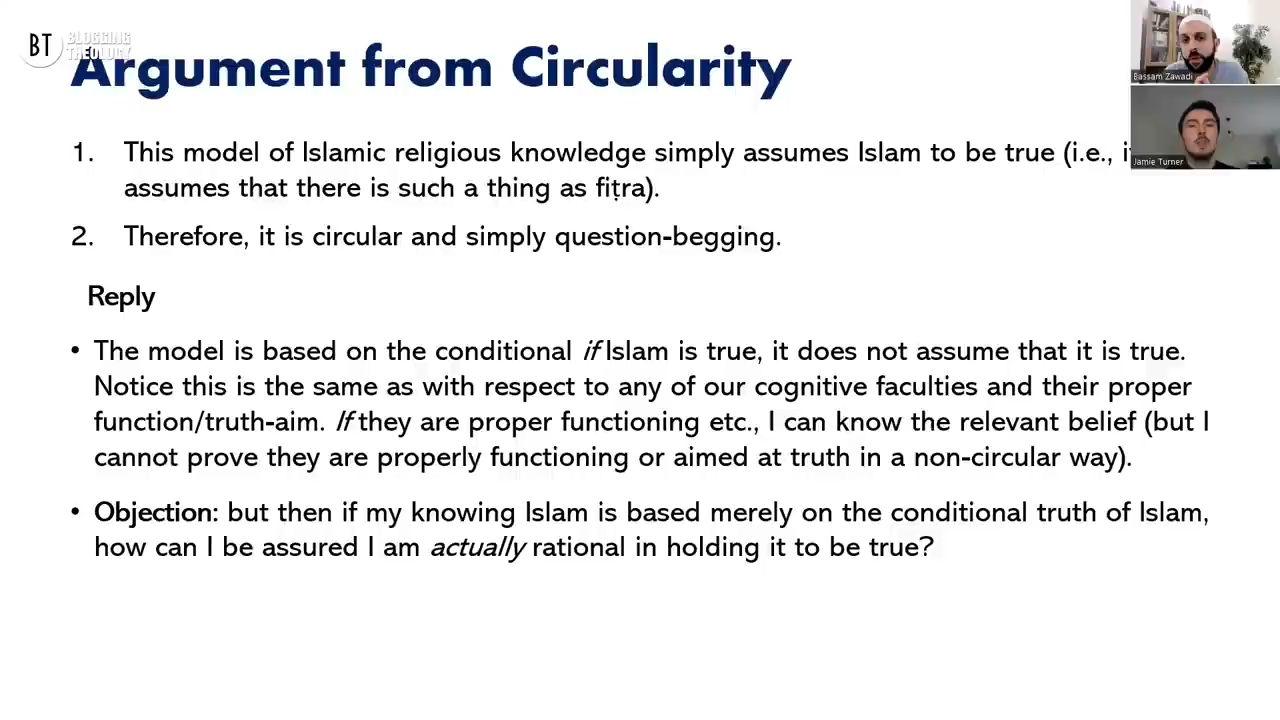 BT BLOGGING
THEOLOGY
Argument from Circularity
Bassam Zawadi
Jamie Turner
1. This model of Islamic religious knowledge simply assumes Islam to be true (i.e.,
assumes that there is such a thing as fiṭra).
2. Therefore, it is circular and simply question-begging.
Reply
• The model is based on the conditional if Islam is true, it does not assume that it is true.
Notice this is the same as with respect to any of our cognitive faculties and their proper
function/truth-aim. If they are proper functioning etc., I can know the relevant belief (but I
cannot prove they are properly functioning or aimed at truth in a non-circular way).
• Objection: but then if my knowing Islam is based merely on the conditional truth of Islam,
how can I be assured I am actually rational in holding it to be true?